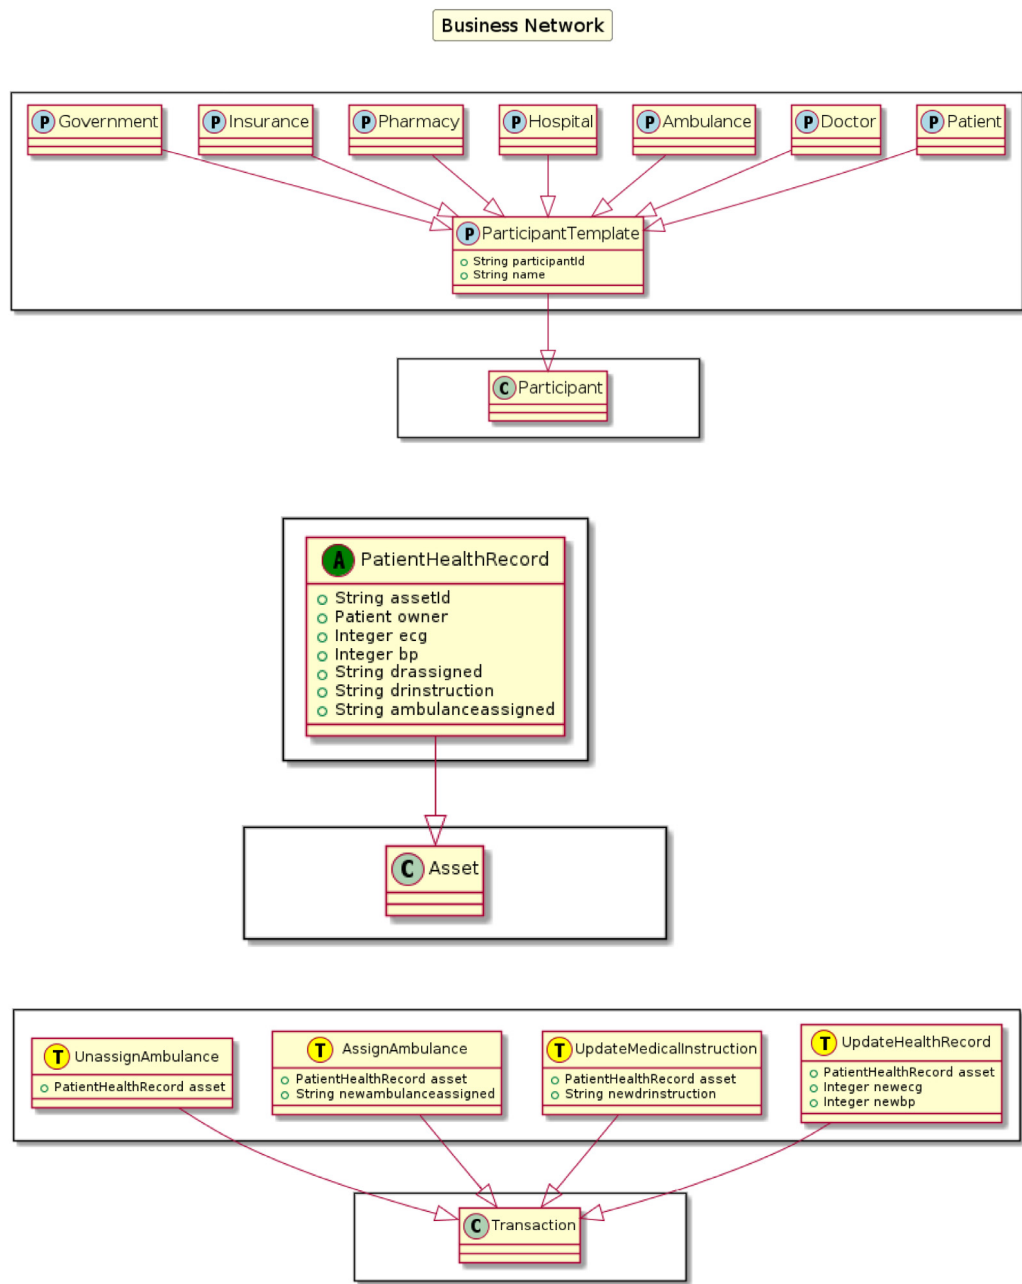 Business Network
P Government
P Insurance
P Pharmacy
P Hospital
P Ambulance
P Doctor
P Patient
P ParticipantTemplate
String participantId
String name
C Participant
A PatientHealthRecord
String assetId
Patient owner
Integer ecg
Integer bp
String drassigned
String drinstruction
String ambulanceassigned
C Asset
T UnassignAmbulance
PatientHealthRecord asset
T AssignAmbulance
PatientHealthRecord asset
String newambulanceassigned
T UpdateMedicalInstruction
PatientHealthRecord asset
String newdrinstruction
T UpdateHealthRecord
PatientHealthRecord asset
Integer newecg
Integer newbp
C Transaction